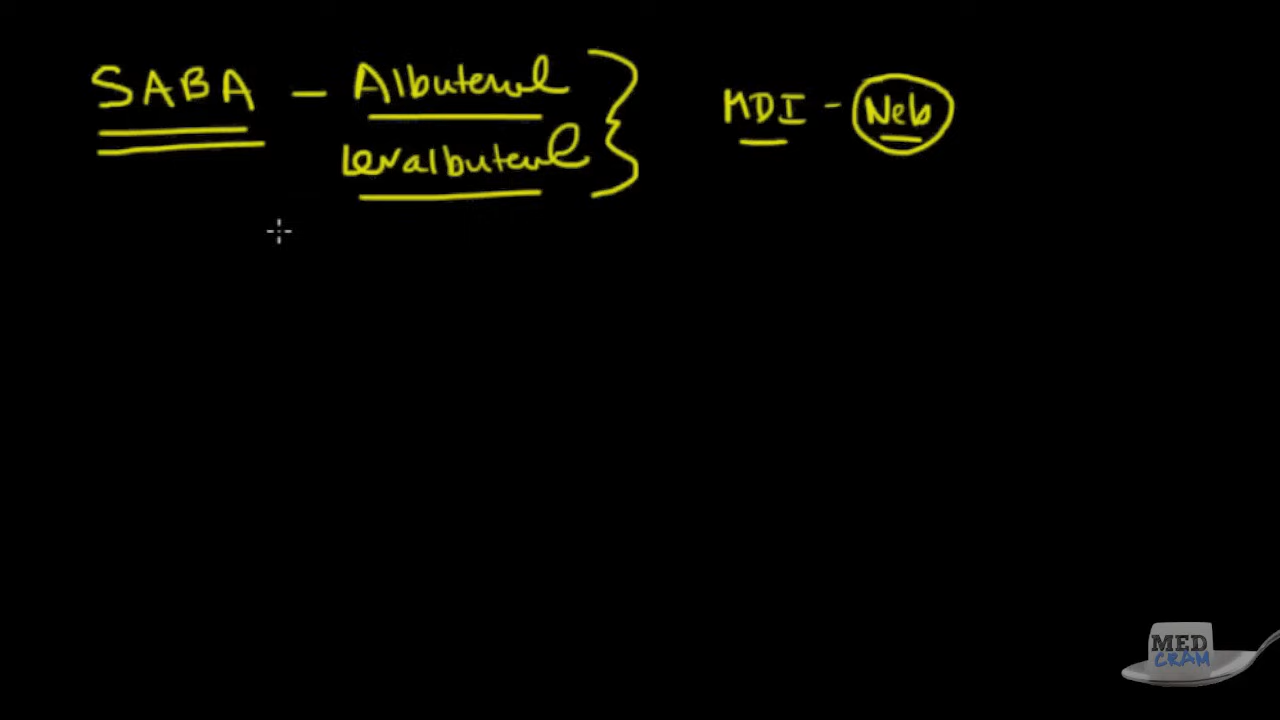 SABA - Albuterol
Levalbuterol
MDI - Neb
MED
CRAM